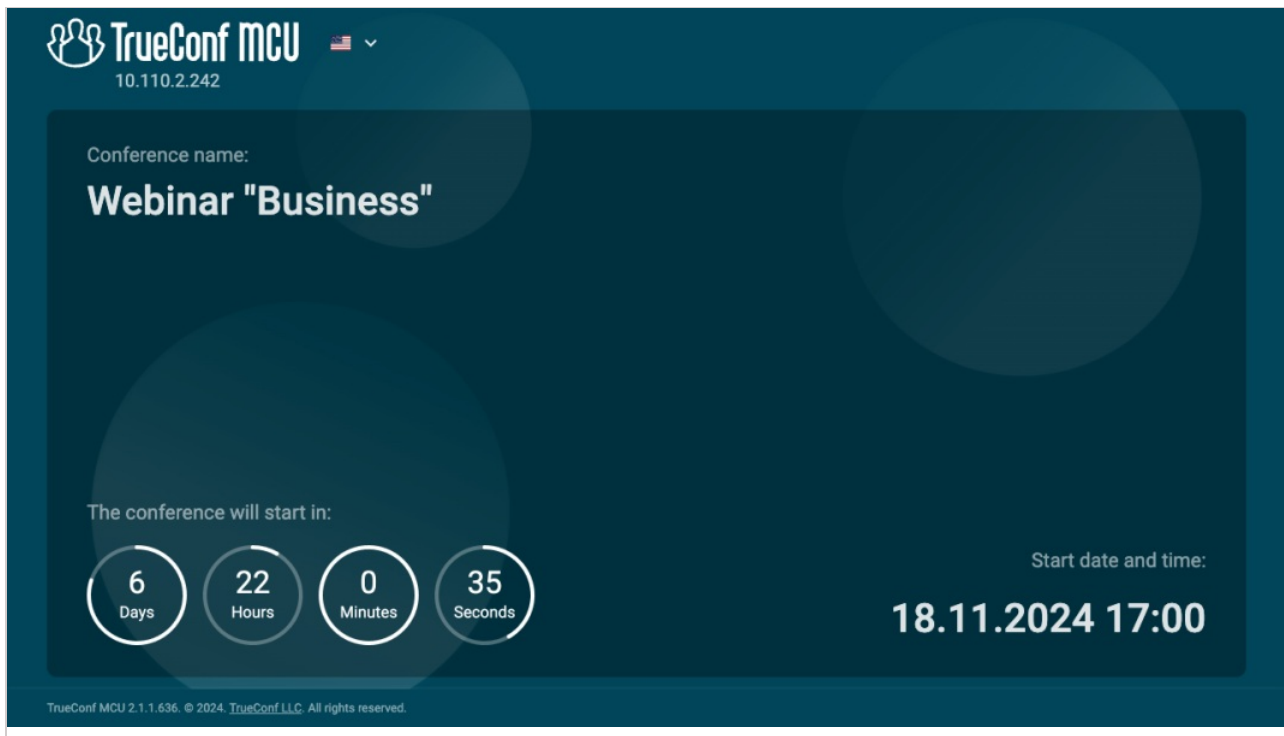 TrueConf MCU
10.110.2.242
Conference name:
Webinar "Business"
The conference will start in:
6 22 0 35
Days Hours Minutes Seconds
Start date and time:
18.11.2024 17:00
TrueConf MCU 2.1.1.636. © 2024. TrueConf LLC. All rights reserved.